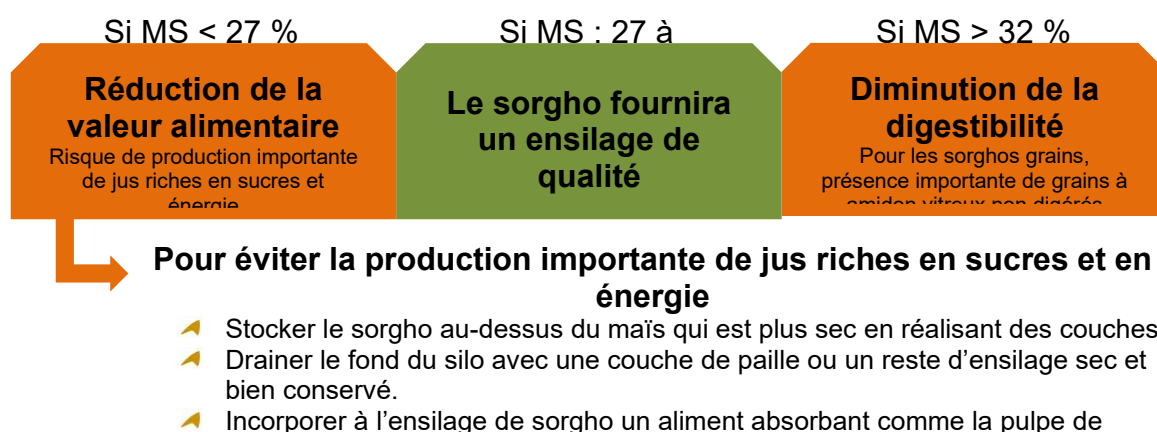 Si MS < 27 %
Si MS : 27 à
Si MS > 32 %
Réduction de la
valeur alimentaire
Risque de production importante
de jus riches en sucres et
énergie
Le sorgho fournira
un ensilage de
qualité
Diminution de la
digestibilité
Pour les sorghos grains,
présence importante de grains à
amidon vitreux non digérés
Pour éviter la production importante de jus riches en sucres et en
énergie
Stocker le sorgho au-dessus du maïs qui est plus sec en réalisant des couches
Drainer le fond du silo avec une couche de paille ou un reste d’ensilage sec et
bien conservé.
Incorporer à l’ensilage de sorgho un aliment absorbant comme la pulpe de